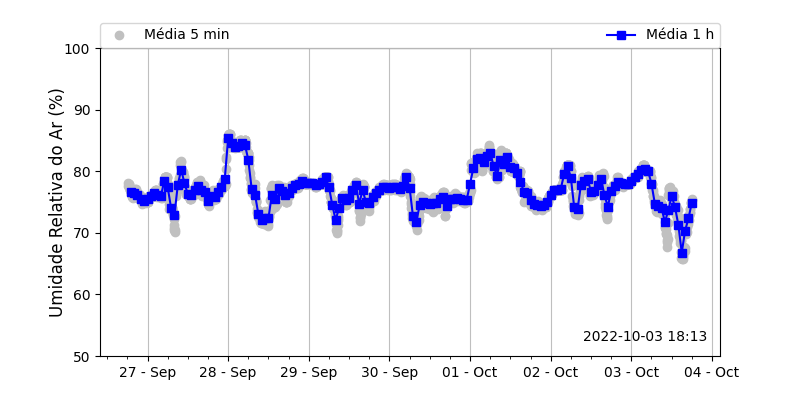 Média 5 min
Média 1 h
100
90
80
70
60
50
Umidade Relativa do Ar (%)
2022-10-03 18:13
27 - Sep
28 - Sep
29 - Sep
30 - Sep
01 - Oct
02 - Oct
03 - Oct
04 - Oct